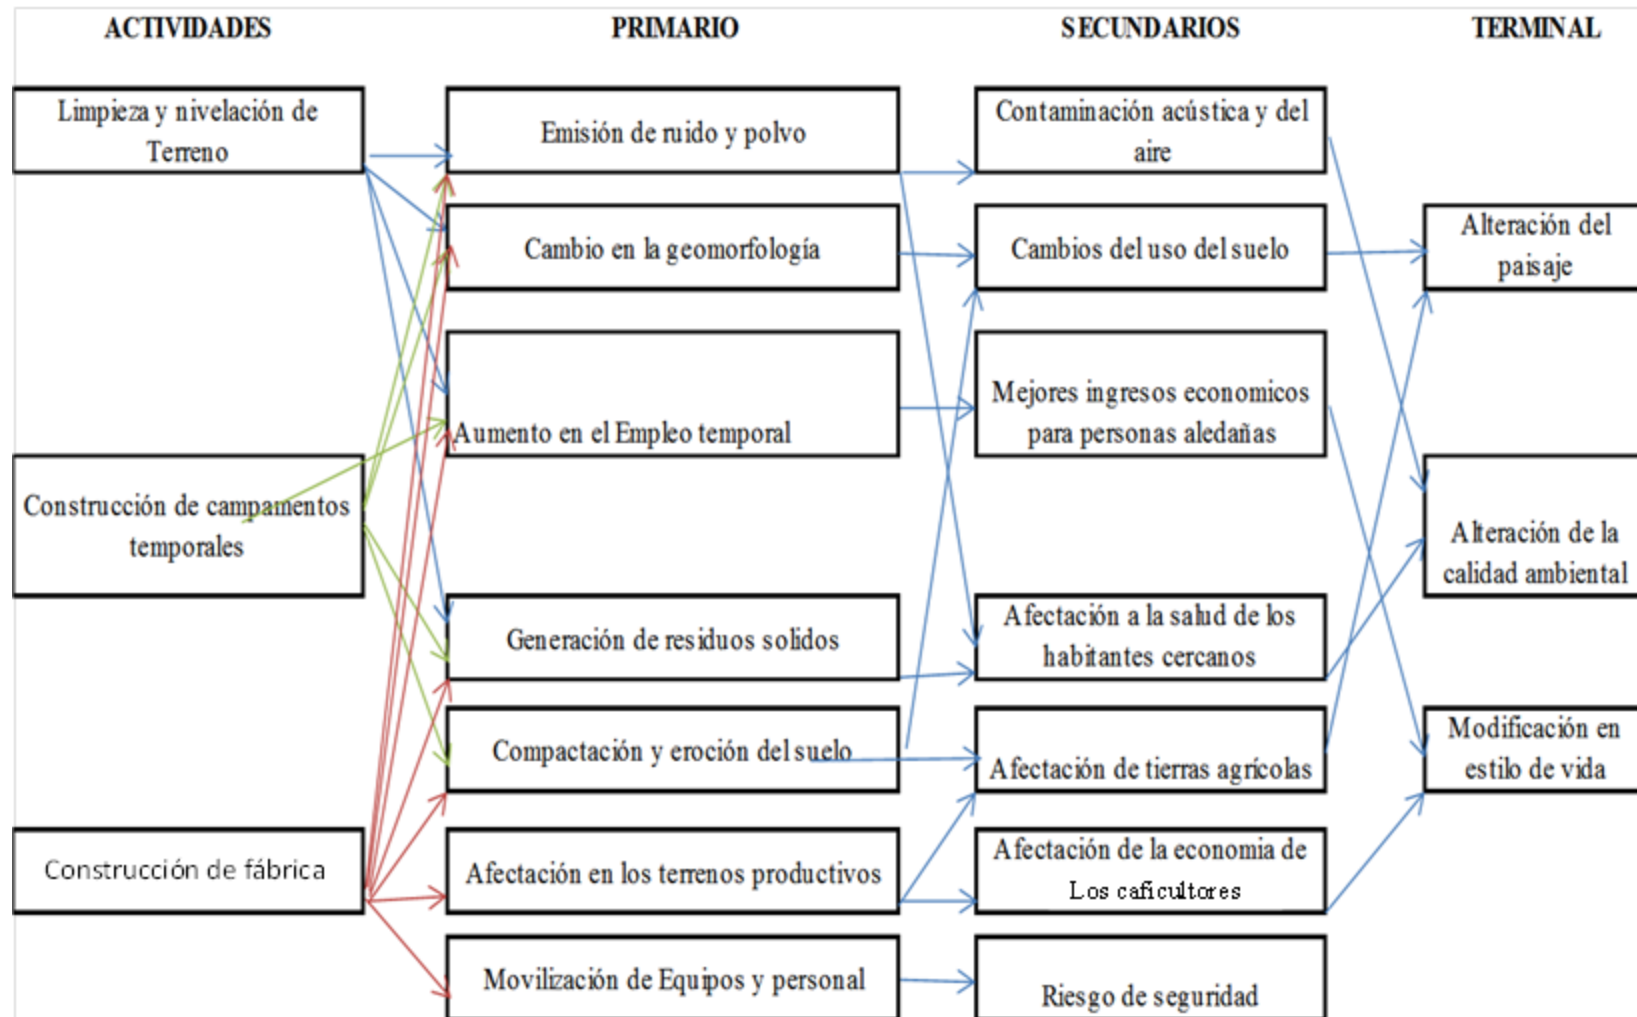 ACTIVIDADES
PRIMARIO
SECUNDARIOS
TERMINAL
Limpieza y nivelación de
Terreno
Emisión de ruido y polvo
Contaminación acústica y del
aire
Cambio en la geomorfología
Cambios del uso del suelo
Alteración del
paisaje
Aumento en el Empleo temporal
Mejores ingresos economicos
para personas aledañas
Construcción de campamentos
temporales
Alteración de la
calidad ambiental
Generación de residuos solidos
Afectación a la salud de los
habitantes cercanos
Compactación y eroción del suelo
Afectación de tierras agrícolas
Modificación en
estilo de vida
Construcción de fábrica
Afectación en los terrenos productivos
Afectación de la economia de
Los caficultores
Movilización de Equipos y personal
Riesgo de seguridad